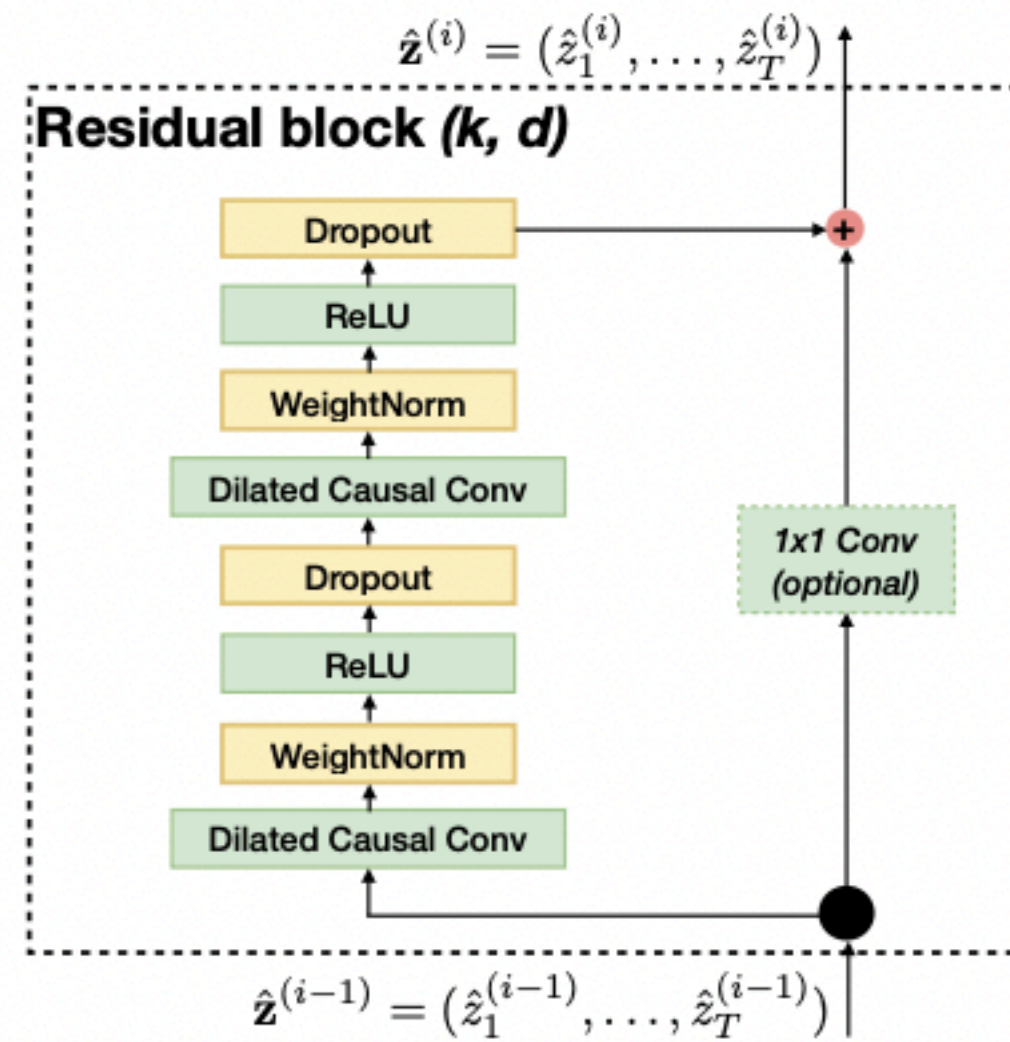 ẑ^(i) = (ẑ_1^(i), . . . , ẑ_T^(i))
Residual block (k, d)
Dropout
+
ReLU
WeightNorm
Dilated Causal Conv
1x1 Conv
(optional)
Dropout
ReLU
WeightNorm
Dilated Causal Conv
ẑ^(i−1) = (ẑ_1^(i−1), . . . , ẑ_T^(i−1))